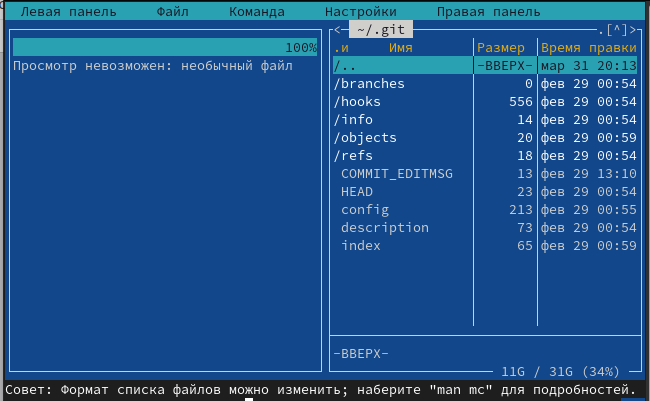 Левая панель Файл Команда Настройки Правая панель
<- ~/.git .[^]>
100%
Просмотр невозможен: необычный файл
.и Имя Размер Время правки
/.. -ВВЕРХ- мар 31 20:13
/branches 0 фев 29 00:54
/hooks 556 фев 29 00:54
/info 14 фев 29 00:54
/objects 20 фев 29 00:59
/refs 18 фев 29 00:54
COMMIT_EDITMSG 13 фев 29 13:10
HEAD 23 фев 29 00:54
config 213 фев 29 00:55
description 73 фев 29 00:54
index 65 фев 29 00:59
-ВВЕРХ-
11G / 31G (34%)
Совет: Формат списка файлов можно изменить; наберите "man mc" для подробностей.